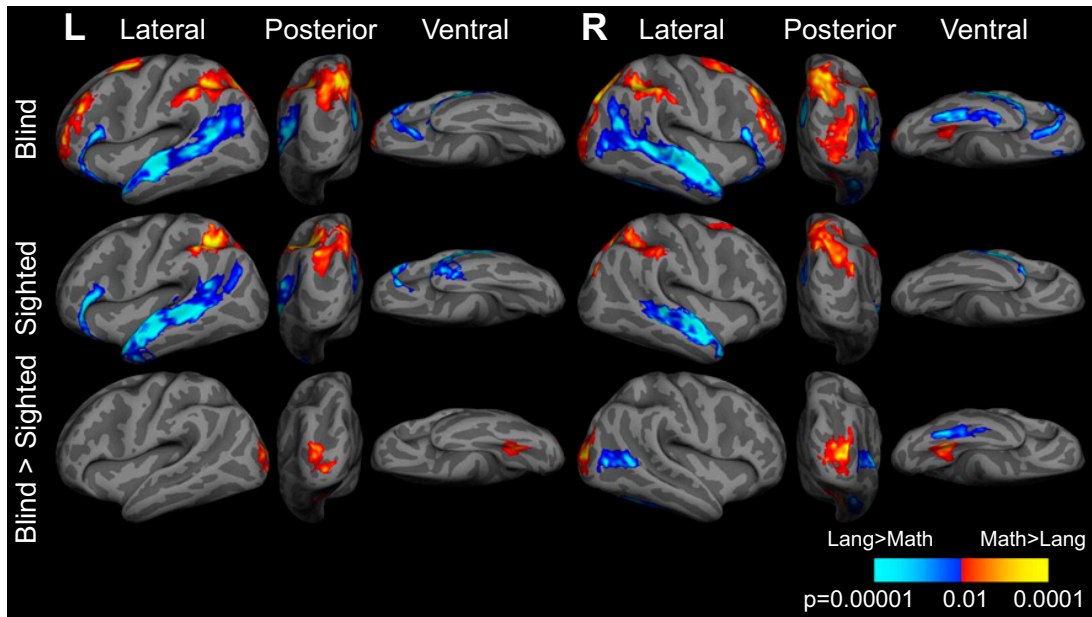 L Lateral Posterior Ventral R Lateral Posterior Ventral
Blind
Sighted
Blind > Sighted
Lang>Math Math>Lang
p=0.00001 0.01 0.0001